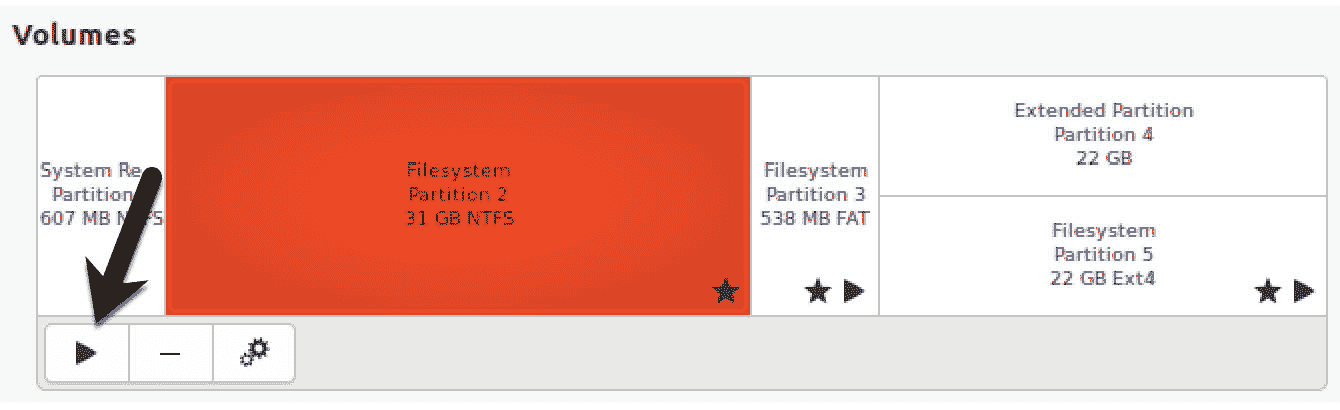 Volumes
System Re
Partition
607 MB
Filesystem
Partition 2
31 GB NTFS
Filesystem
Partition 3
538 MB FAT
Extended Partition
Partition 4
22 GB
Filesystem
Partition 5
22 GB Ext4